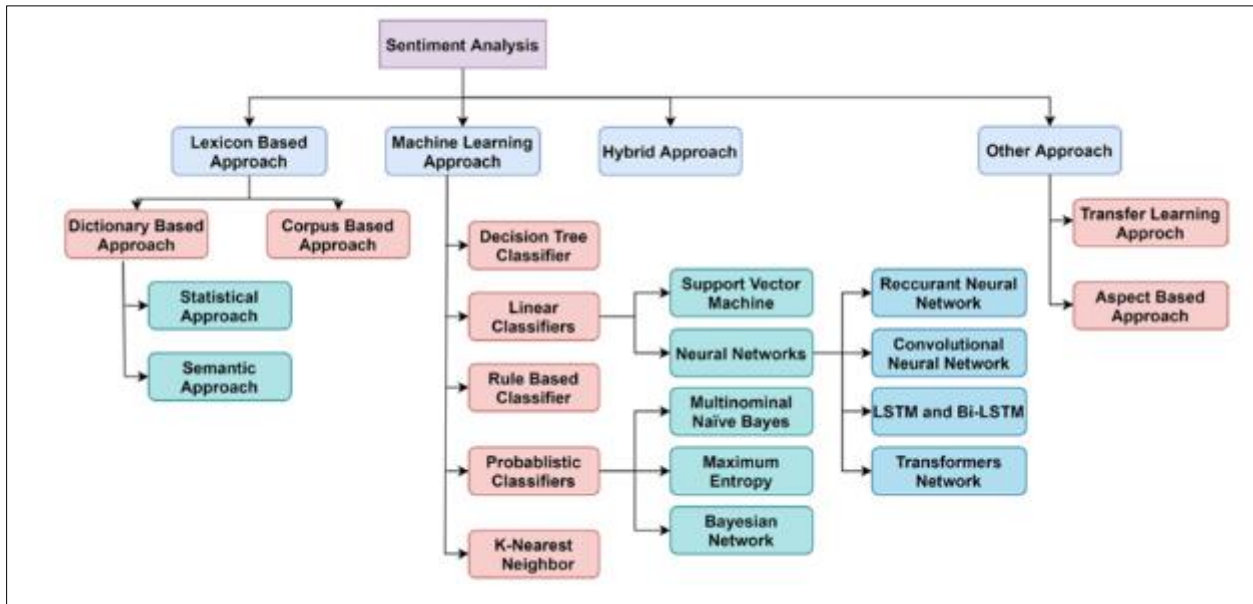 Sentiment Analysis
Lexicon Based
Approach
Machine Learning
Approach
Hybrid Approach
Other Approach
Dictionary Based
Approach
Corpus Based
Approach
Statistical
Approach
Semantic
Approach
Decision Tree
Classifier
Linear
Classifiers
Rule Based
Classifier
Probablistic
Classifiers
K-Nearest
Neighbor
Support Vector
Machine
Neural Networks
Multinominal
Naïve Bayes
Maximum
Entropy
Bayesian
Network
Reccurant Neural
Network
Convolutional
Neural Network
LSTM and Bi-LSTM
Transformers
Network
Transfer Learning
Approch
Aspect Based
Approach